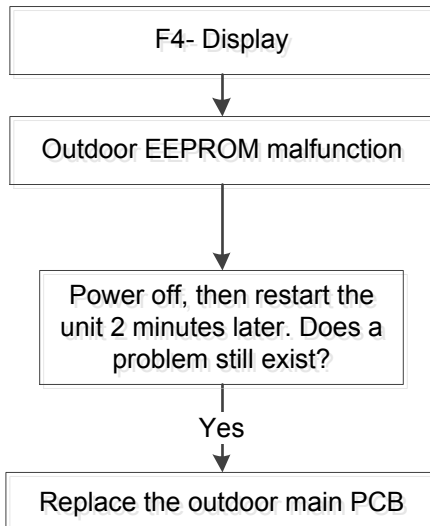 F4- Display
Outdoor EEPROM malfunction
Power off, then restart the
unit 2 minutes later. Does a
problem still exist?
Yes
Replace the outdoor main PCB